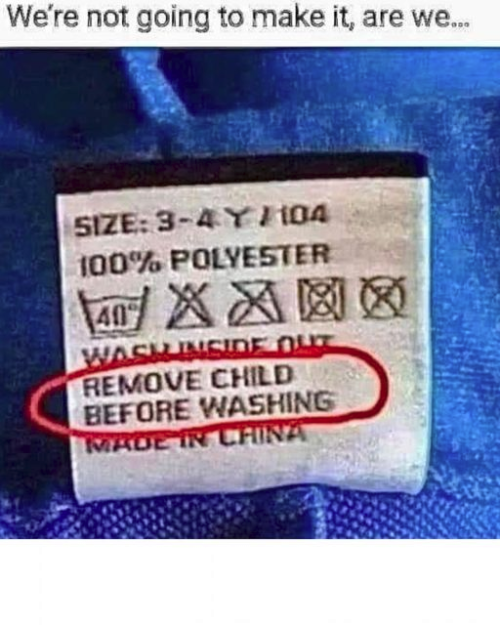 We're not going to make it, are we...
SIZE: 3-4 Y / 104
100% POLYESTER
40°
WASH INSIDE OUT
REMOVE CHILD
BEFORE WASHING
MADE IN CHINA